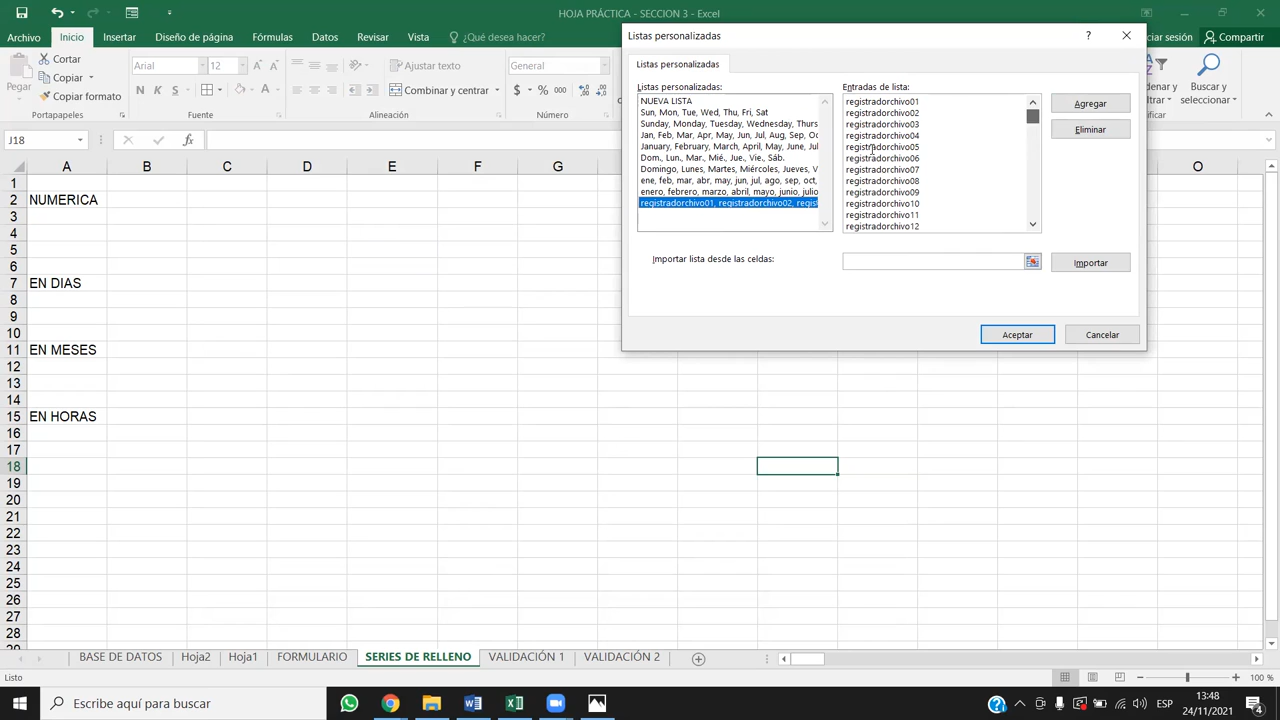 HOJA PRÁCTICA - SECCION 3 - Excel
Archivo Inicio Insertar Diseño de página Fórmulas Datos Revisar Vista ¿Qué desea hacer? ciar sesión Compartir
Pegar
Cortar
Copiar
Copiar formato
Portapapeles
Arial 12
N K S
Fuente
Ajustar texto
Combinar y centrar
Alineación
General
$ % 000
Número
denar y
Buscar y
iltrar
seleccionar
J18
fx
A B C D E F G O
1
2 NUMERICA
3
4
5
6
7 EN DIAS
8
9
10
11 EN MESES
12
13
14
15 EN HORAS
16
17
18
19
20
21
22
23
24
25
26
27
28
29
Listas personalizadas
?
Listas personalizadas
Listas personalizadas:
NUEVA LISTA
Sun, Mon, Tue, Wed, Thu, Fri, Sat
Sunday, Monday, Tuesday, Wednesday, Thurs
Jan, Feb, Mar, Apr, May, Jun, Jul, Aug, Sep, Oc
January, February, March, April, May, June, Jul
Dom., Lun., Mar., Mié., Jue., Vie., Sáb.
Domingo, Lunes, Martes, Miércoles, Jueves, V
ene, feb, mar, abr, may, jun, jul, ago, sep, oct,
enero, febrero, marzo, abril, mayo, junio, julio
registradorchivo01, registradorchivo02, regist
Entradas de lista:
registradorchivo01
registradorchivo02
registradorchivo03
registradorchivo04
registradorchivo05
registradorchivo06
registradorchivo07
registradorchivo08
registradorchivo09
registradorchivo10
registradorchivo11
registradorchivo12
Agregar
Eliminar
Importar lista desde las celdas:
Importar
Aceptar
Cancelar
BASE DE DATOS Hoja2 Hoja1 FORMULARIO SERIES DE RELLENO VALIDACIÓN 1 VALIDACIÓN 2
Listo
100 %
Escribe aquí para buscar
ESP
13:48
24/11/2021